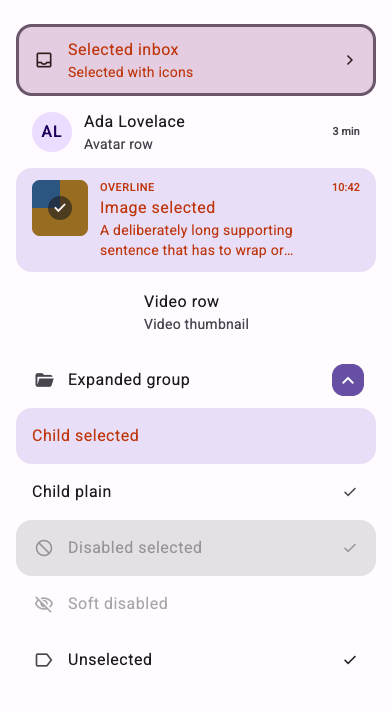 Selected inbox
Selected with icons
AL
Ada Lovelace
3 min
Avatar row
OVERLINE
10:42
Image selected
A deliberately long supporting
sentence that has to wrap or…
Video row
Video thumbnail
Expanded group
Child selected
Child plain
Disabled selected
Soft disabled
Unselected